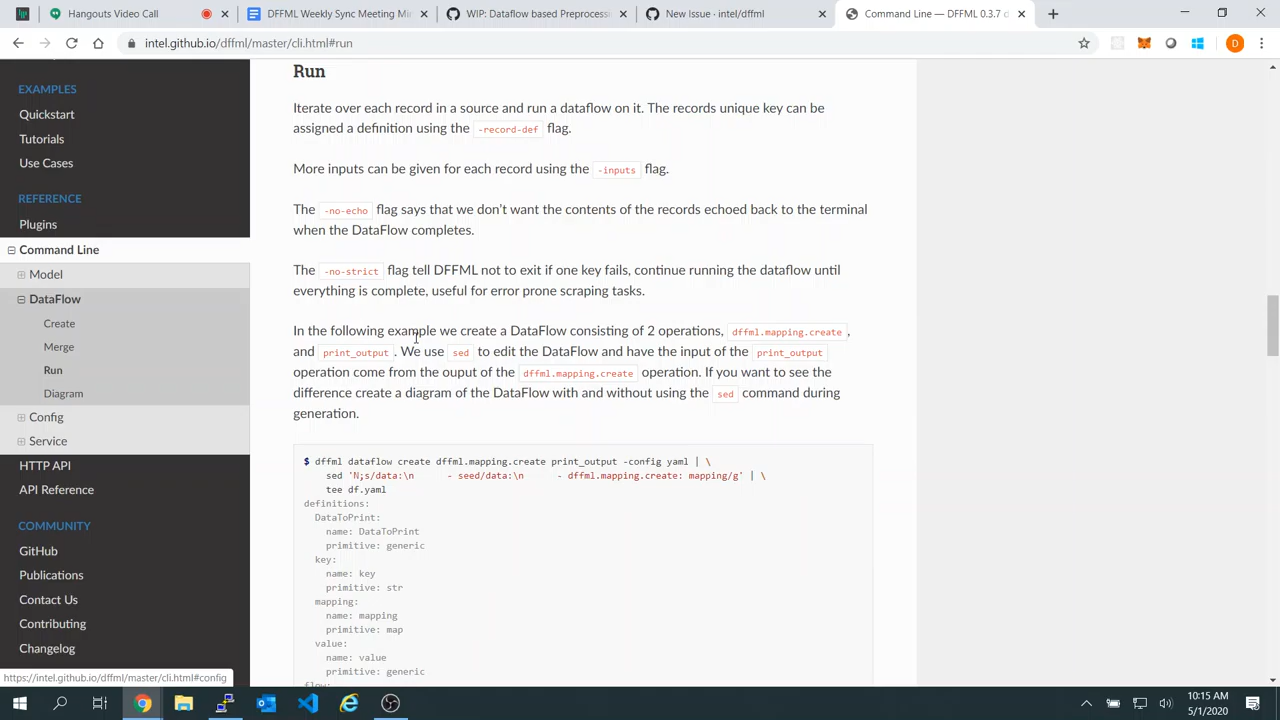 Hangouts Video Call
DFFML Weekly Sync Meeting Mi
WIP: Dataflow based Preprocess
New Issue · intel/dffml
Command Line — DFFML 0.3.7 d
intel.github.io/dffml/master/cli.html#run
D
EXAMPLES
Quickstart
Tutorials
Use Cases
REFERENCE
Plugins
Command Line
Model
DataFlow
Create
Merge
Run
Diagram
Config
Service
HTTP API
API Reference
COMMUNITY
GitHub
Publications
Contact Us
Contributing
Changelog
https://intel.github.io/dffml/master/cli.html#config
Run
Iterate over each record in a source and run a dataflow on it. The records unique key can be
assigned a definition using the -record-def flag.
More inputs can be given for each record using the -inputs flag.
The -no-echo flag says that we don't want the contents of the records echoed back to the terminal
when the DataFlow completes.
The -no-strict flag tell DFFML not to exit if one key fails, continue running the dataflow until
everything is complete, useful for error prone scraping tasks.
In the following example we create a DataFlow consisting of 2 operations, dffml.mapping.create ,
and print_output . We use sed to edit the DataFlow and have the input of the print_output
operation come from the ouput of the dffml.mapping.create operation. If you want to see the
difference create a diagram of the DataFlow with and without using the sed command during
generation.
$ dffml dataflow create dffml.mapping.create print_output -config yaml | \
sed 'N;s/data:\n      - seed/data:\n      - dffml.mapping.create: mapping/g' | \
tee df.yaml
definitions:
DataToPrint:
name: DataToPrint
primitive: generic
key:
name: key
primitive: str
mapping:
name: mapping
primitive: map
value:
name: value
primitive: generic
flow:
10:15 AM
5/1/2020